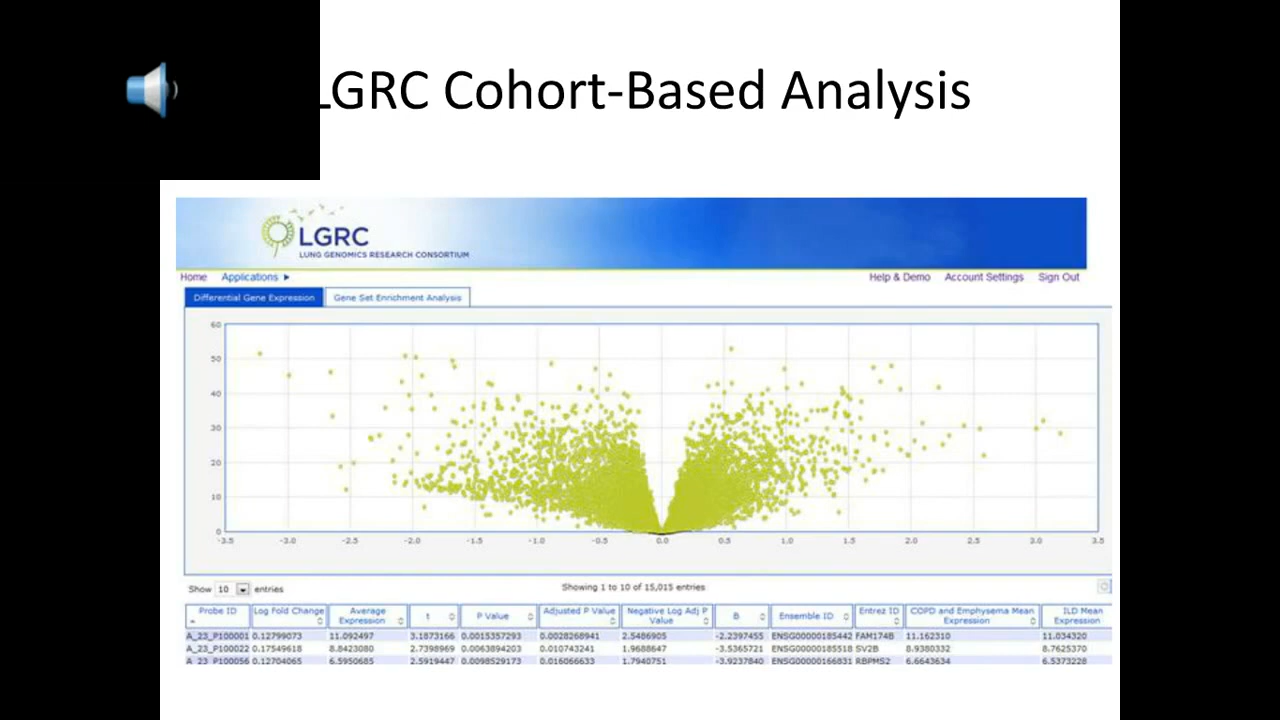 LGRC Cohort-Based Analysis
LGRC
LUNG GENOMICS RESEARCH CONSORTIUM
Home Applications Help & Demo Account Settings Sign Out
Differential Gene Expression Gene Set Enrichment Analysis
60
50
40
30
20
10
0
-3.5 -3.0 -2.5 -2.0 -1.5 -1.0 -0.5 0.0 0.5 1.0 1.5 2.0 2.5 3.0 3.5
Show 10 entries Showing 1 to 10 of 15,015 entries
Probe ID Log Fold Change Average Expression t P Value Adjusted P Value Negative Log Adj P Value B Ensemble ID Entrez ID COPD and Emphysema Mean Expression ILD Mean Expression
A_23_P100001 0.12799073 11.092497 3.1873166 0.0015357293 0.0028268941 2.5486905 -2.2397455 ENSG00000185442 FAM174B 11.162310 11.034320
A_23_P100022 0.17549618 8.8423080 2.7398969 0.0063894203 0.010743241 1.9688647 -3.5365721 ENSG00000185518 SV2B 8.9380332 8.7625370
A_23_P100056 0.12704065 6.5950685 2.5919447 0.0098529173 0.016066633 1.7940751 -3.9237840 ENSG00000166831 RBPMS2 6.6643634 6.5373228